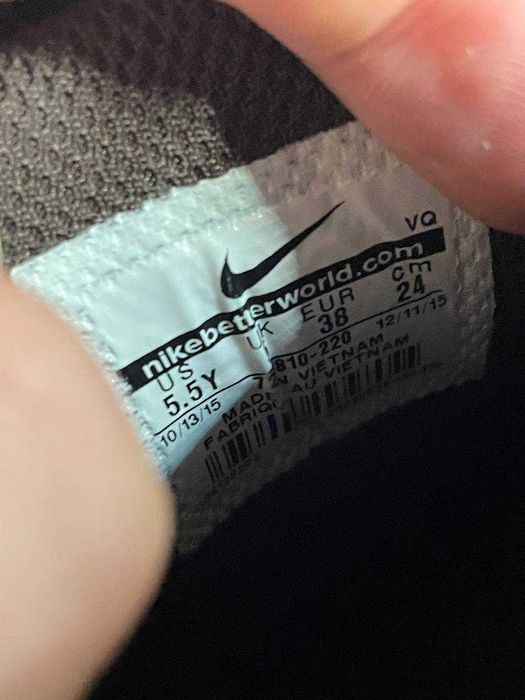 VQ
nikebetterworld.com
US UK EUR cm
5.5Y 38 24
10/13/15 810-220 12/11/15
MADE IN VIETNAM
FABRIQUÉ AU VIETNAM